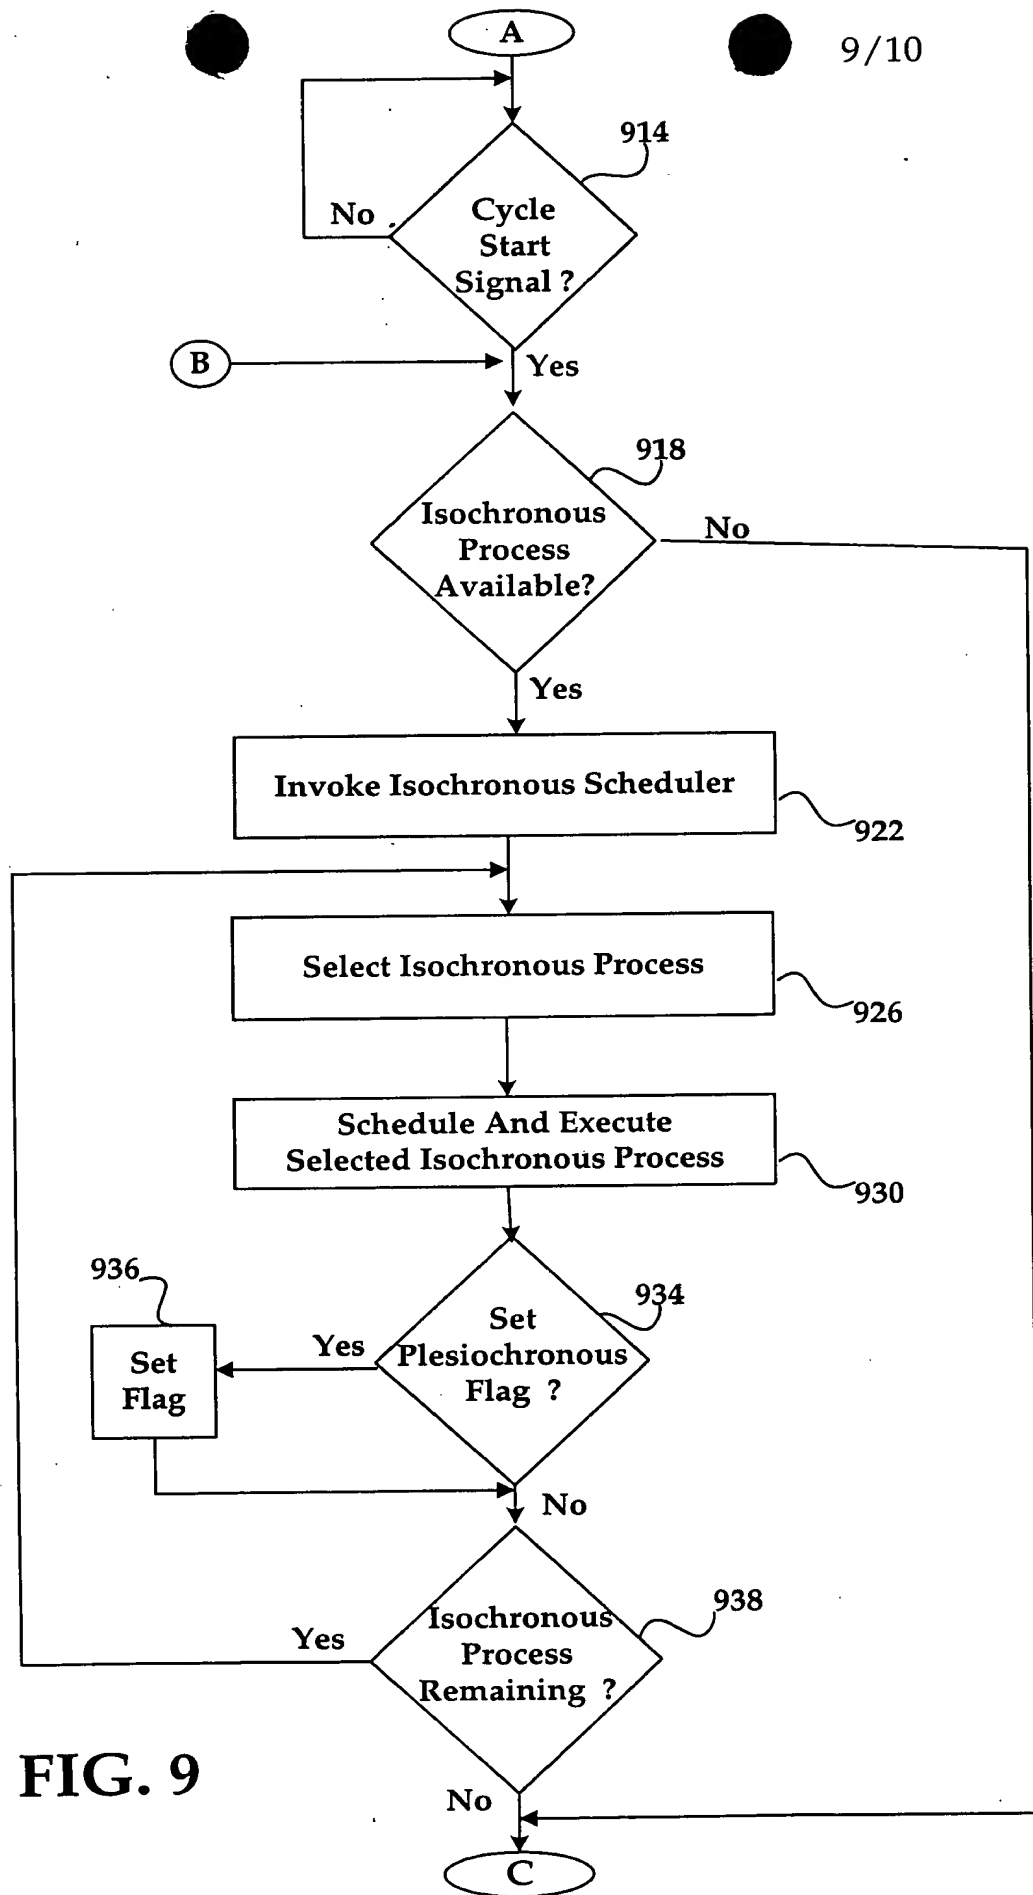 A
9/10
914
Cycle
Start
Signal ?
No
B
Yes
918
Isochronous
Process
Available?
No
Yes
Invoke Isochronous Scheduler
922
Select Isochronous Process
926
Schedule And Execute
Selected Isochronous Process
930
936
934
Set
Plesiochronous
Flag ?
Yes
Set
Flag
No
938
Isochronous
Process
Remaining ?
Yes
FIG. 9
No
C